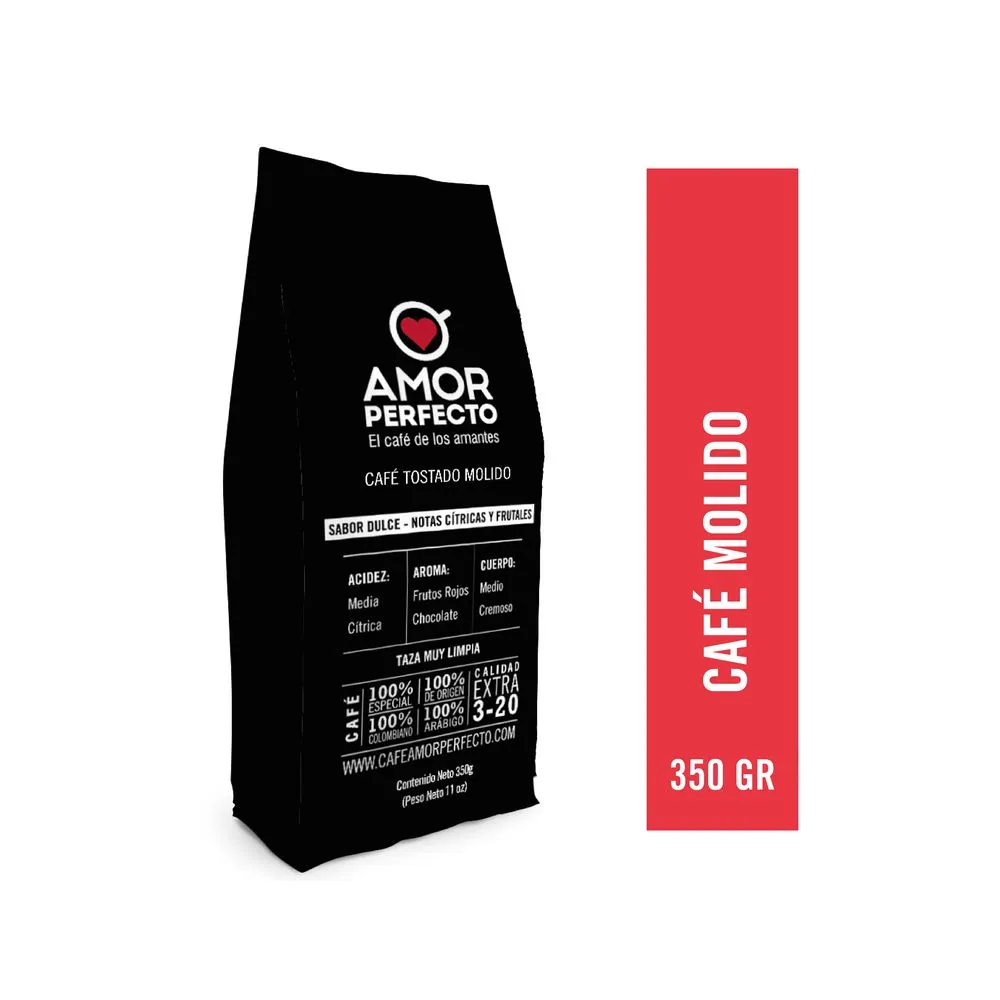 AMOR
PERFECTO
El café de los amantes
CAFÉ TOSTADO MOLIDO
SABOR DULCE - NOTAS CÍTRICAS Y FRUTALES
ACIDEZ:
Media
Cítrica
AROMA:
Frutos Rojos
Chocolate
CUERPO:
Medio
Cremoso
TAZA MUY LIMPIA
CAFÉ
100%
ESPECIAL
100%
DE ORIGEN
100%
COLOMBIANO
100%
ARÁBIGO
CALIDAD
EXTRA
3-20
WWW.CAFEAMORPERFECTO.COM
Contenido Neto 350g
(Peso Neto 11 oz)
CAFÉ MOLIDO
350 GR